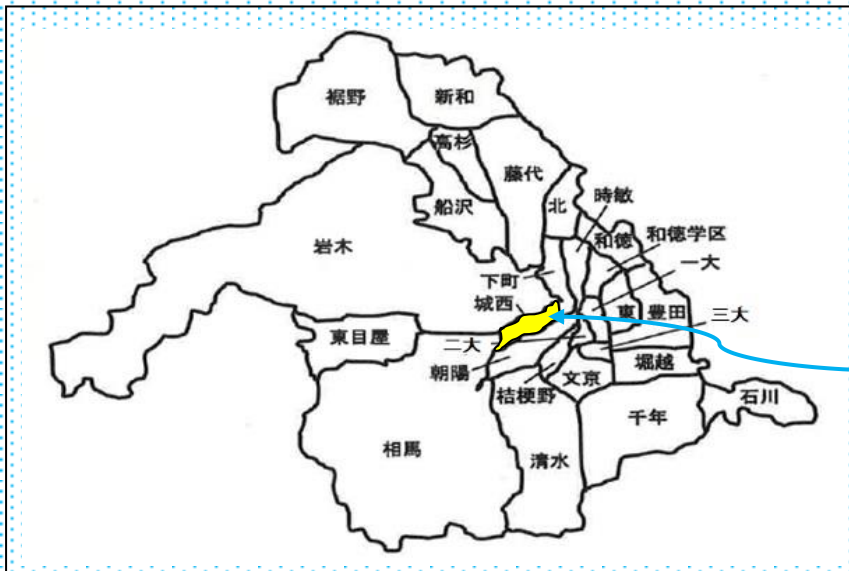 裾野
新和
高杉
藤代
時敏
船沢
北
和徳
和徳学区
岩木
一大
下町
城西
東
豊田
三大
東目屋
二大
朝陽
堀越
文京
桔梗野
石川
千年
相馬
清水